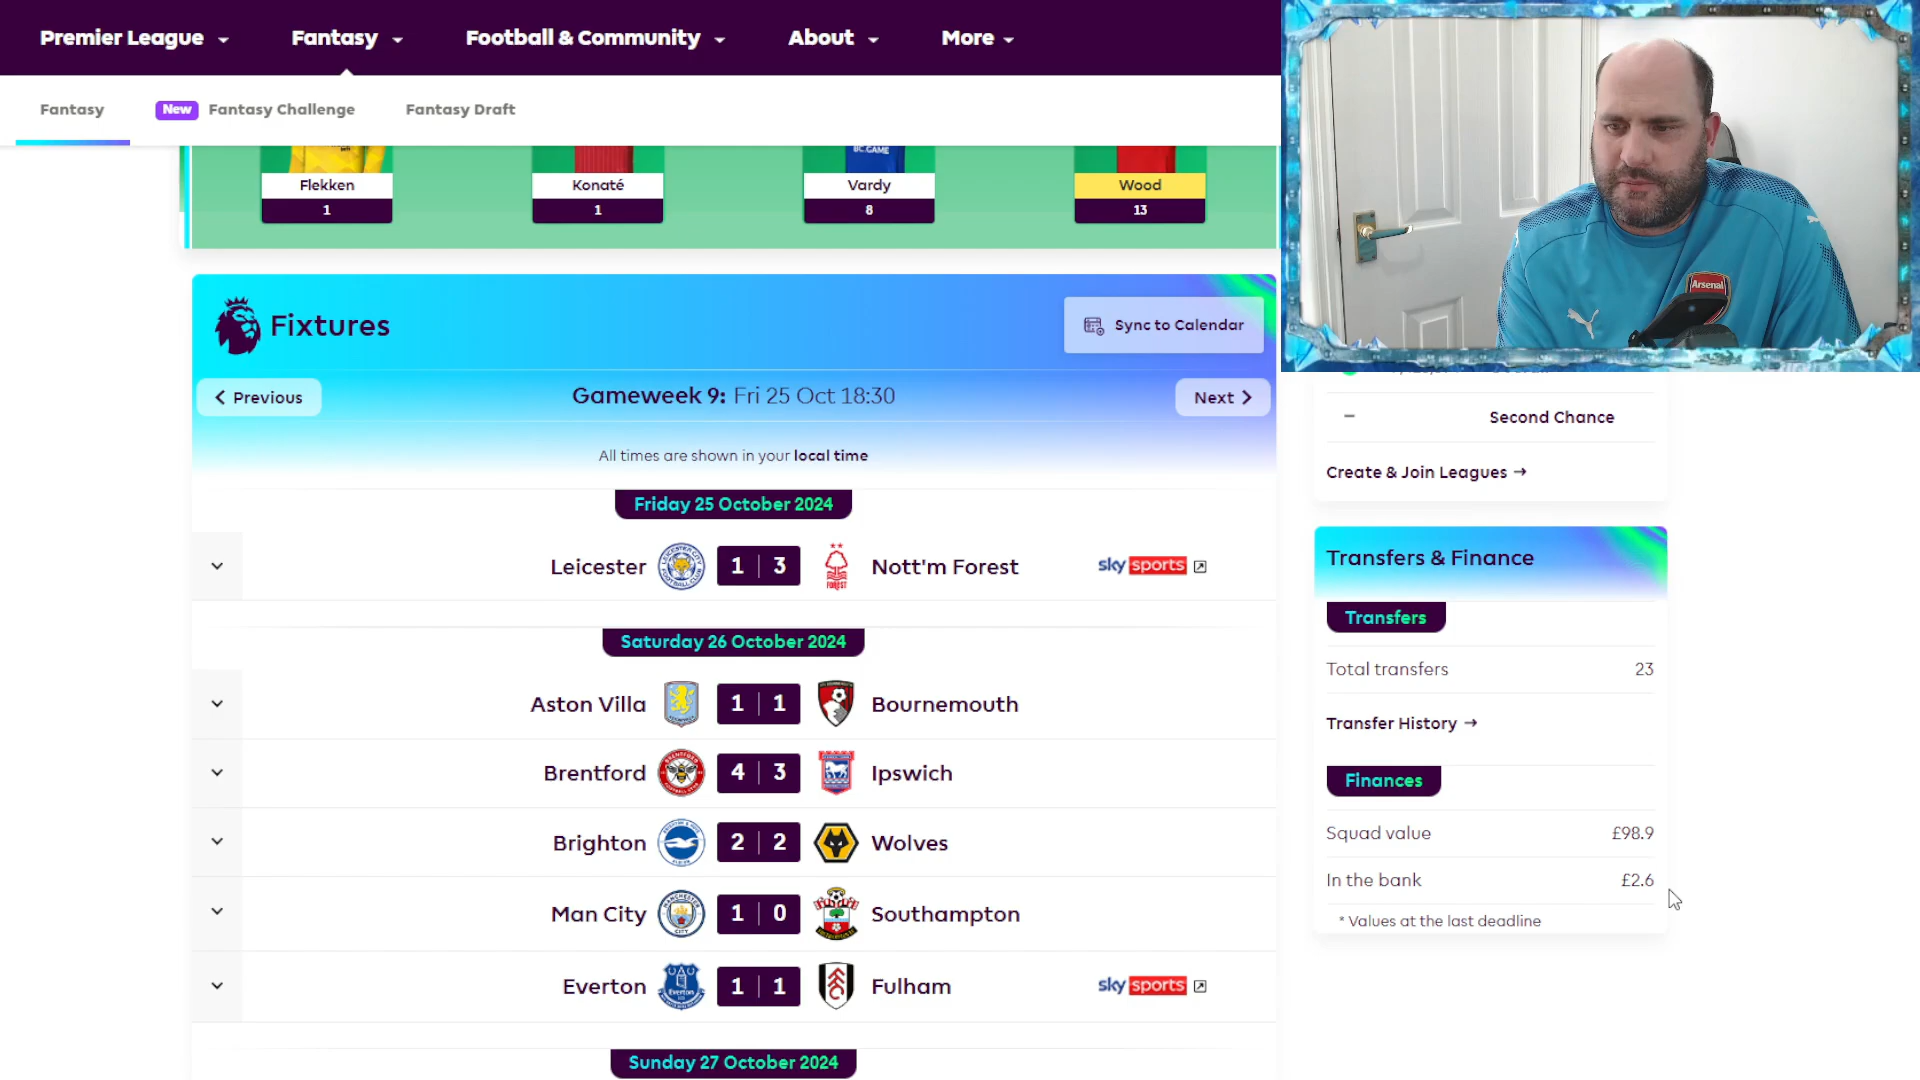 Premier League
Fantasy
Football & Community
About
More
Fantasy
New Fantasy Challenge
Fantasy Draft
BC.GAME
Flekken
1
Konaté
1
Vardy
8
Wood
13
Fixtures
Sync to Calendar
Previous
Gameweek 9: Fri 25 Oct 18:30
Next
All times are shown in your local time
Friday 25 October 2024
Leicester 1 | 3 Nott'm Forest sky sports
Saturday 26 October 2024
Aston Villa 1 | 1 Bournemouth
Brentford 4 | 3 Ipswich
Brighton 2 | 2 Wolves
Man City 1 | 0 Southampton
Everton 1 | 1 Fulham sky sports
Sunday 27 October 2024
Arsenal
– Second Chance
Create & Join Leagues →
Transfers & Finance
Transfers
Total transfers 23
Transfer History →
Finances
Squad value £98.9
In the bank £2.6
* Values at the last deadline